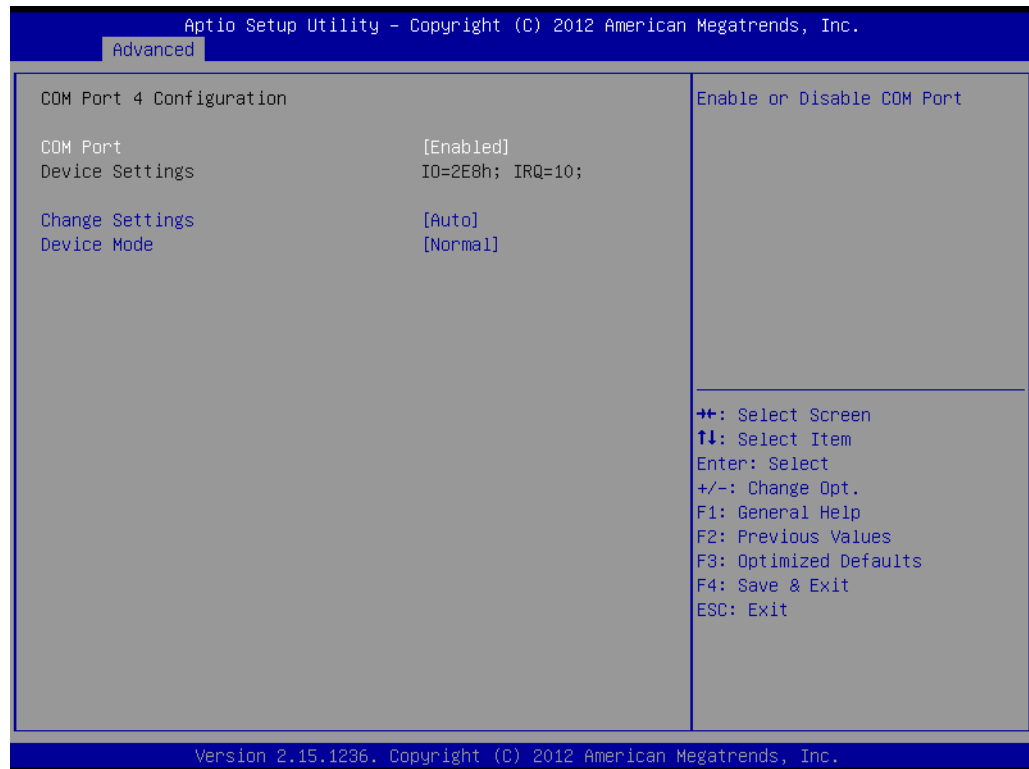 Aptio Setup Utility – Copyright (C) 2012 American Megatrends, Inc.
Advanced
COM Port 4 Configuration
COM Port [Enabled]
Device Settings IO=2E8h; IRQ=10;
Change Settings [Auto]
Device Mode [Normal]
Enable or Disable COM Port
→←: Select Screen
↑↓: Select Item
Enter: Select
+/-: Change Opt.
F1: General Help
F2: Previous Values
F3: Optimized Defaults
F4: Save & Exit
ESC: Exit
Version 2.15.1236. Copyright (C) 2012 American Megatrends, Inc.